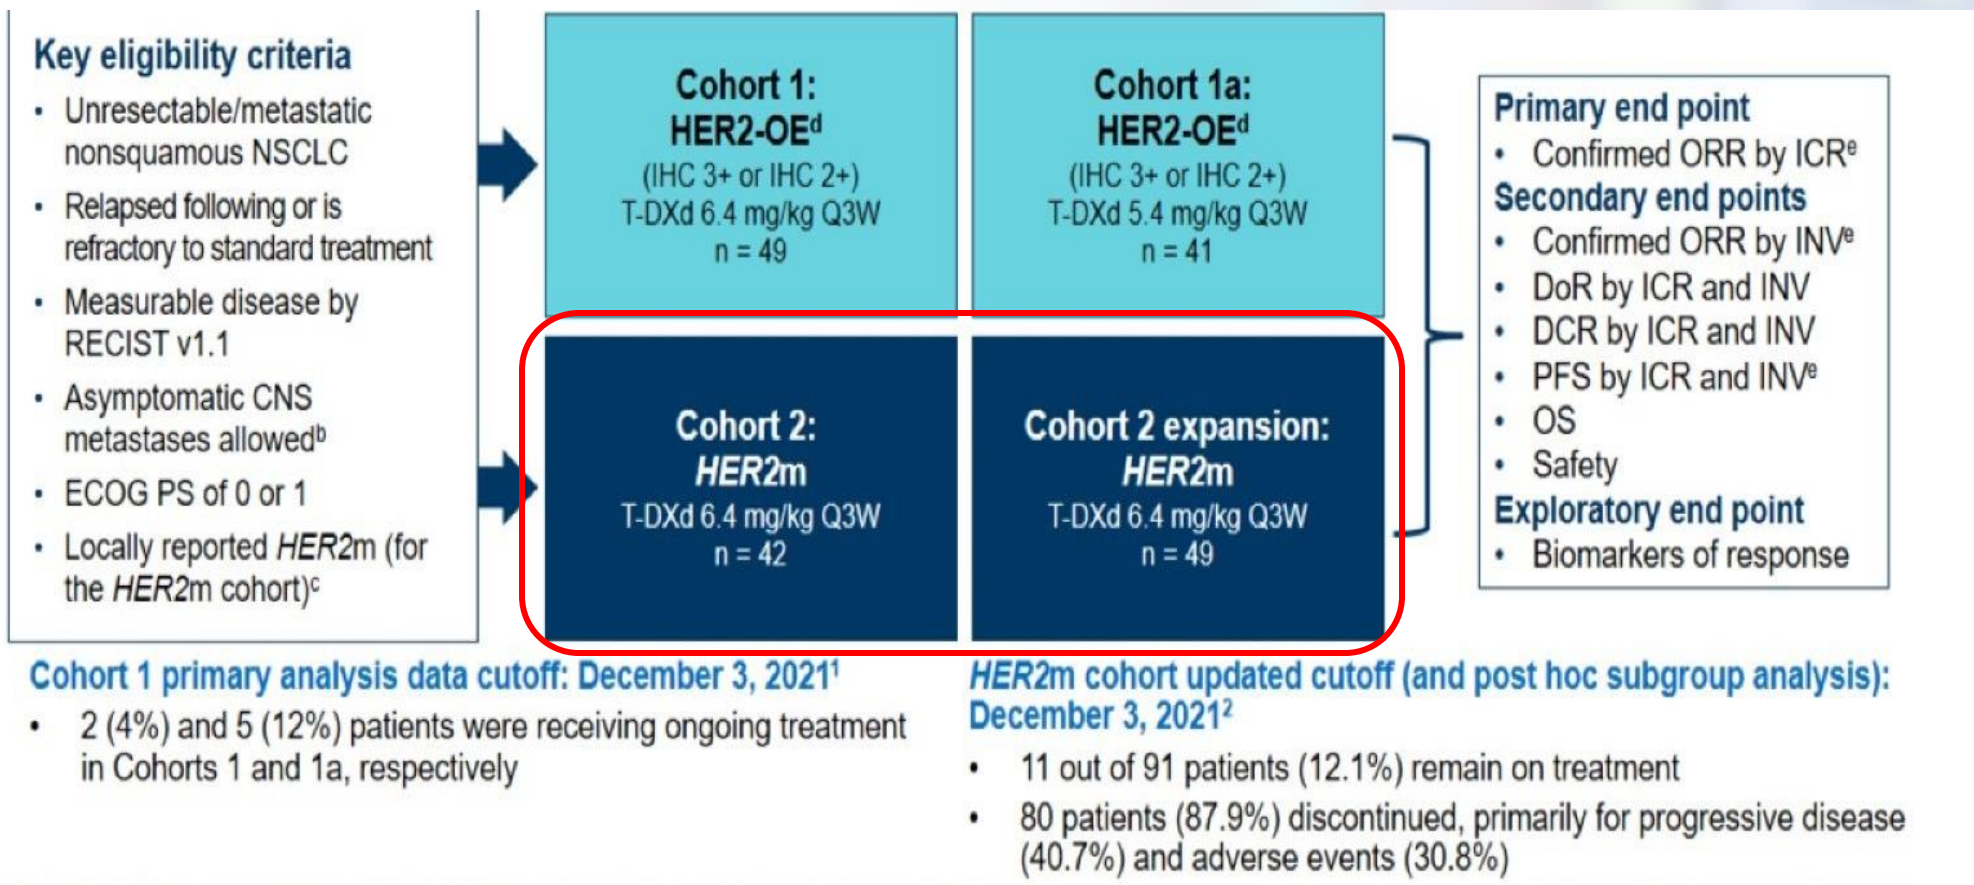 Key eligibility criteria
• Unresectable/metastatic
nonsquamous NSCLC
• Relapsed following or is
refractory to standard treatment
• Measurable disease by
RECIST v1.1
• Asymptomatic CNS
metastases allowedᵇ
• ECOG PS of 0 or 1
• Locally reported HER2m (for
the HER2m cohort)ᶜ
Cohort 1:
HER2-OEᵈ
(IHC 3+ or IHC 2+)
T-DXd 6.4 mg/kg Q3W
n = 49
Cohort 1a:
HER2-OEᵈ
(IHC 3+ or IHC 2+)
T-DXd 5.4 mg/kg Q3W
n = 41
Cohort 2:
HER2m
T-DXd 6.4 mg/kg Q3W
n = 42
Cohort 2 expansion:
HER2m
T-DXd 6.4 mg/kg Q3W
n = 49
Primary end point
• Confirmed ORR by ICRᵉ
Secondary end points
• Confirmed ORR by INVᵉ
• DoR by ICR and INV
• DCR by ICR and INV
• PFS by ICR and INVᵉ
• OS
• Safety
Exploratory end point
• Biomarkers of response
Cohort 1 primary analysis data cutoff: December 3, 2021¹
• 2 (4%) and 5 (12%) patients were receiving ongoing treatment
in Cohorts 1 and 1a, respectively
HER2m cohort updated cutoff (and post hoc subgroup analysis):
December 3, 2021²
• 11 out of 91 patients (12.1%) remain on treatment
• 80 patients (87.9%) discontinued, primarily for progressive disease
(40.7%) and adverse events (30.8%)